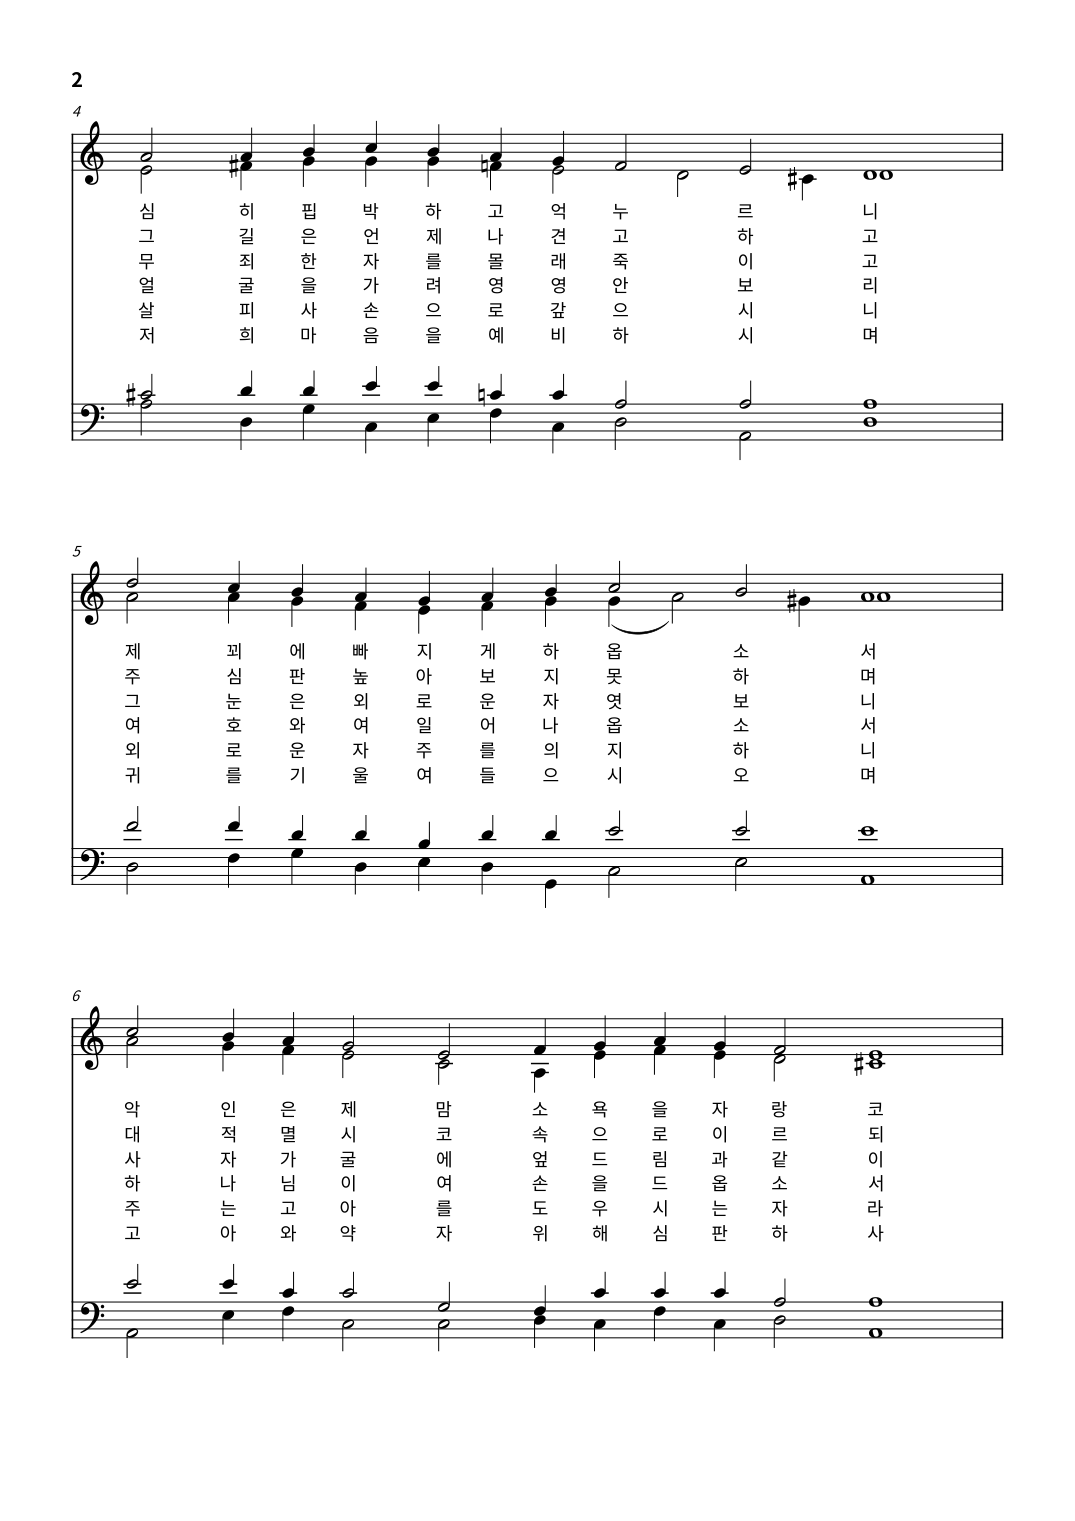 2
4
심 히 핍 박 하 고 억 누 르 니
그 길 은 언 제 나 견 고 하 고
무 죄 한 자 를 몰 래 죽 이 고
얼 굴 을 가 려 영 영 안 보 리
살 피 사 손 으 로 갚 으 시 니
저 희 마 음 을 예 비 하 시 며
5
제 꾀 에 빠 지 게 하 옵 소 서
주 심 판 높 아 보 지 못 하 며
그 눈 은 외 로 운 자 엿 보 니
여 호 와 여 일 어 나 옵 소 서
외 로 운 자 주 를 의 지 하 니
귀 를 기 울 여 들 으 시 오 며
6
악 인 은 제 맘 소 욕 을 자 랑 코
대 적 멸 시 코 속 으 로 이 르 되
사 자 가 굴 에 엎 드 림 과 같 이
하 나 님 이 여 손 을 드 옵 소 서
주 는 고 아 를 도 우 시 는 자 라
고 아 와 약 자 위 해 심 판 하 사